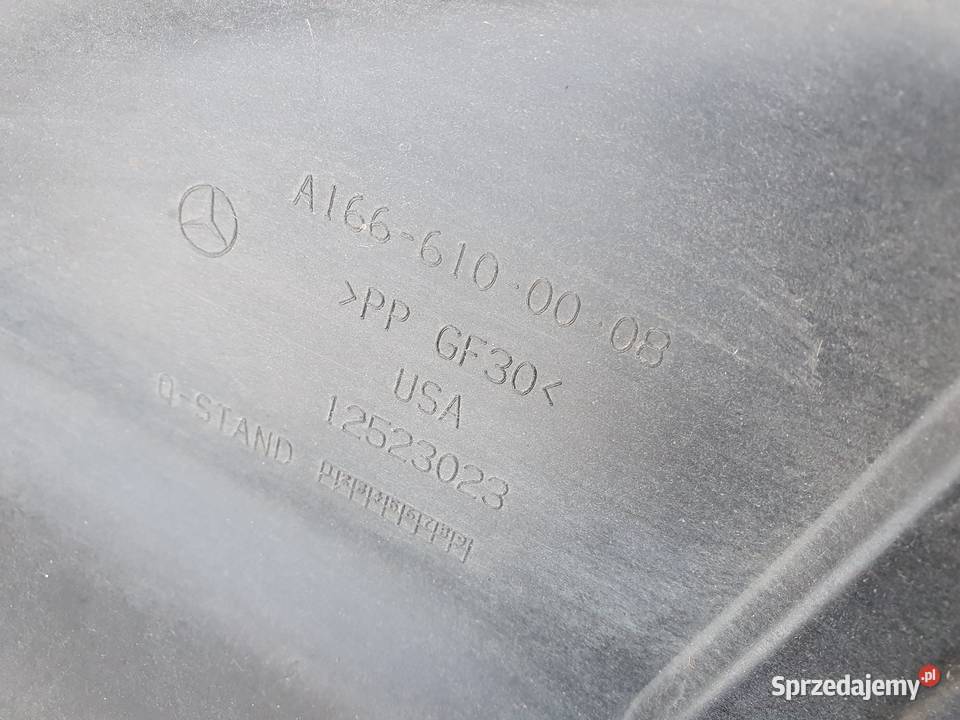 A166-610·00·08
>PP GF30<
USA
12523023
Q-STAND
Sprzedajemy.pl